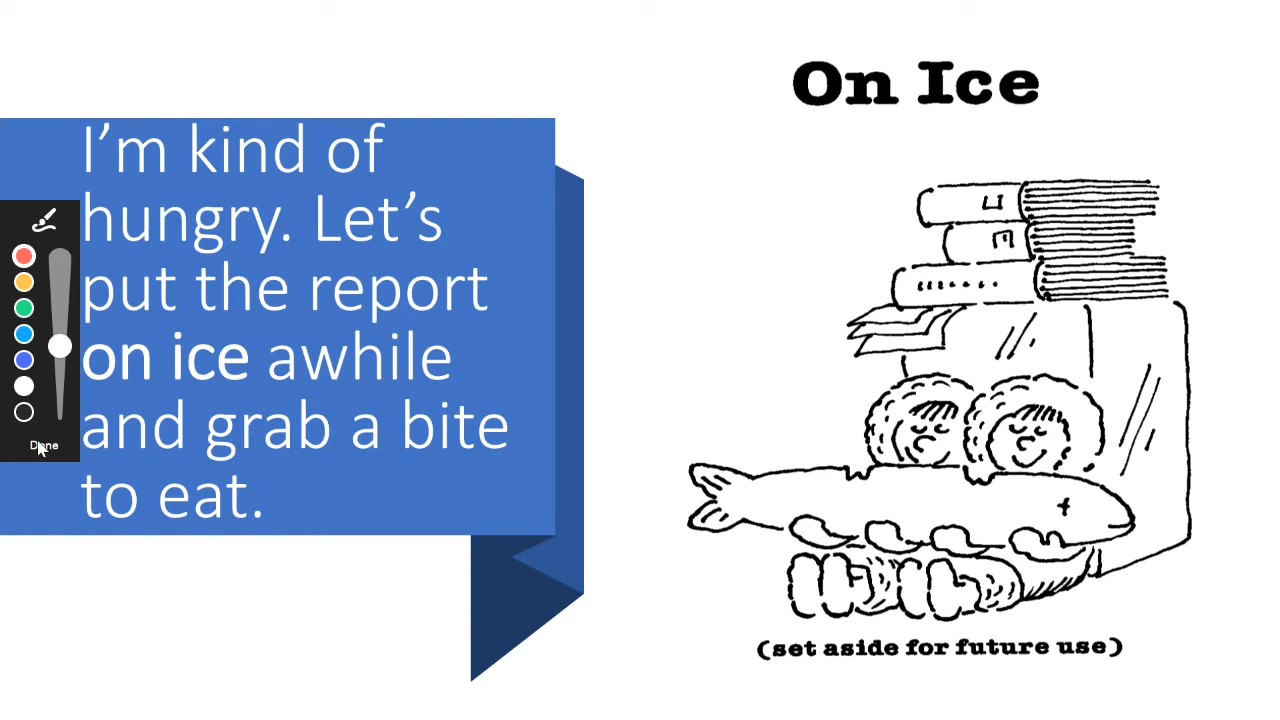 On Ice
I’m kind of
hungry. Let’s
put the report
on ice awhile
and grab a bite
to eat.
Done
(set aside for future use)